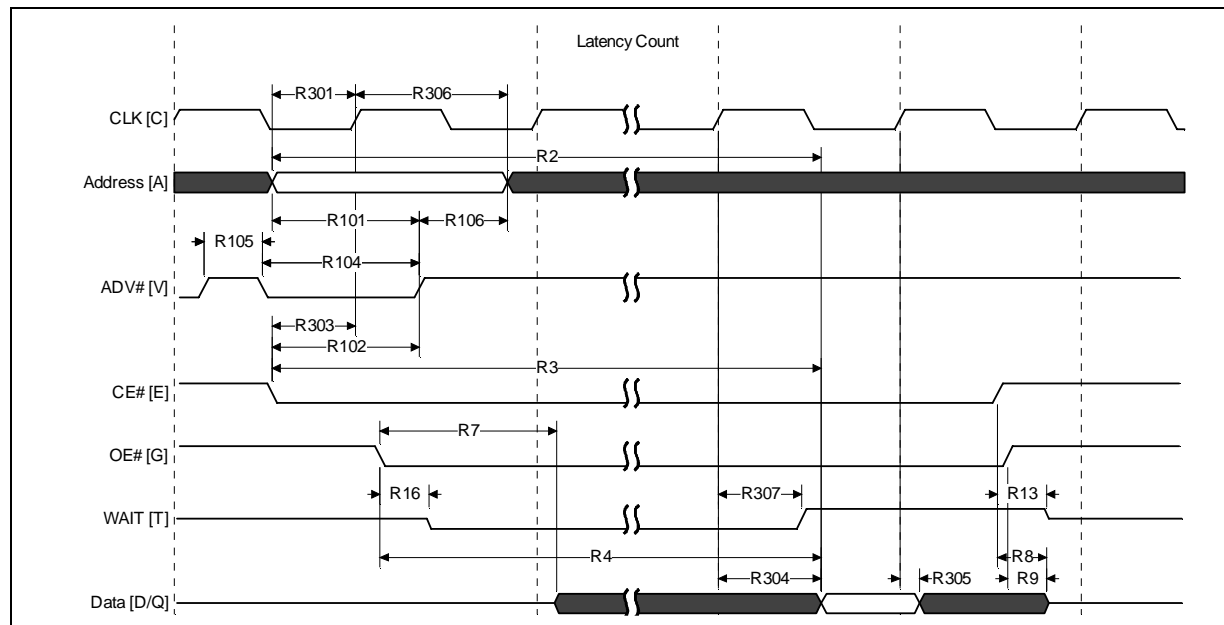 Latency Count
R301 R306
CLK [C]
R2
Address [A]
R101 R106
R105 R104
ADV# [V]
R303
R102
R3
CE# [E]
R7
OE# [G]
R16 R307 R13
WAIT [T]
R4 R8
R304 R305 R9
Data [D/Q]